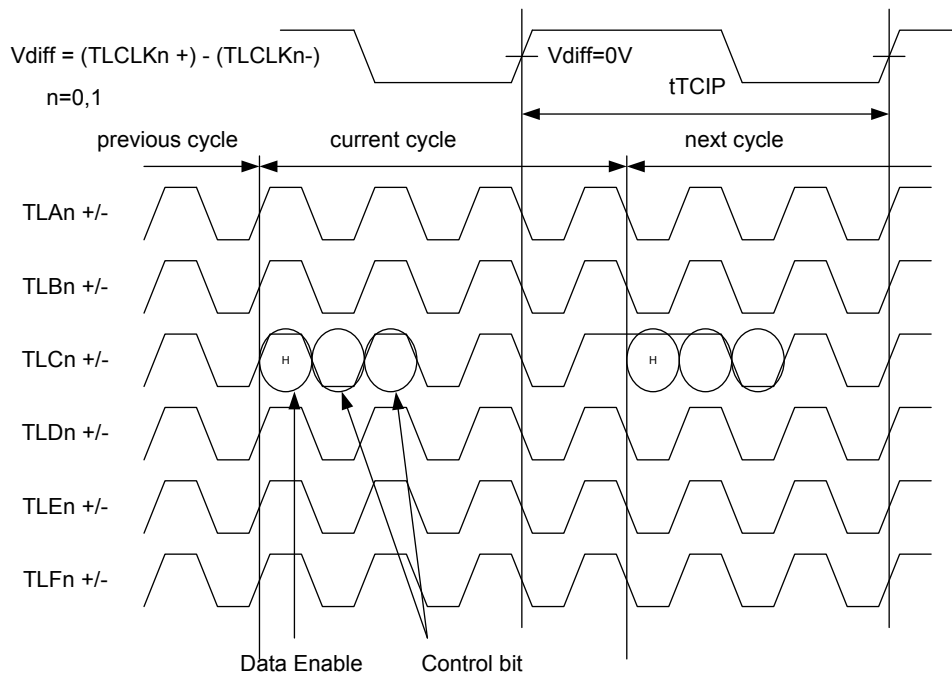 Vdiff = (TLCLKn +) - (TLCLKn-)
Vdiff=0V
n=0,1
tTCIP
previous cycle
current cycle
next cycle
TLAn +/-
TLBn +/-
TLCn +/-
H
H
TLDn +/-
TLEn +/-
TLFn +/-
Data Enable
Control bit